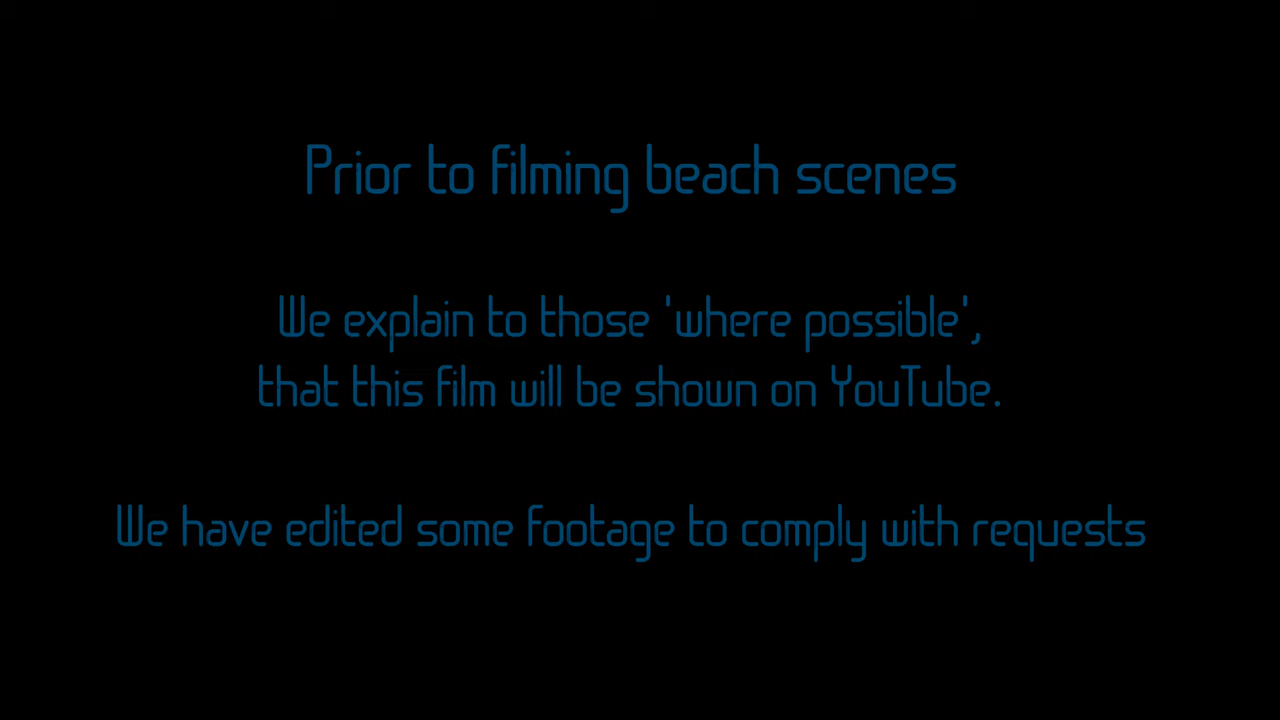 Prior to filming beach scenes
We explain to those 'where possible',
that this film will be shown on YouTube.
We have edited some footage to comply with requests